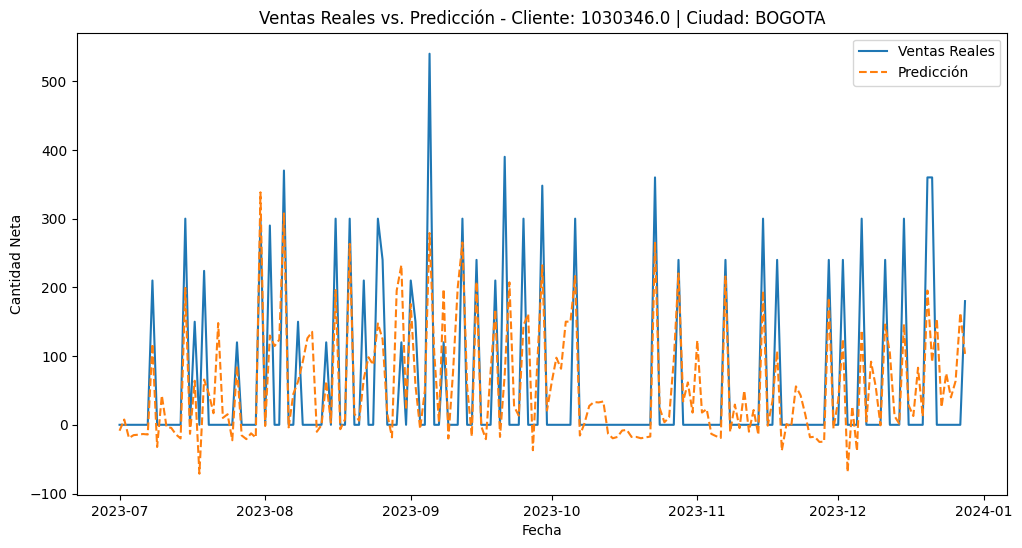 Ventas Reales vs. Predicción - Cliente: 1030346.0 | Ciudad: BOGOTA
Ventas Reales
Predicción
Cantidad Neta
500
400
300
200
100
0
−100
2023-07
2023-08
2023-09
2023-10
2023-11
2023-12
2024-01
Fecha